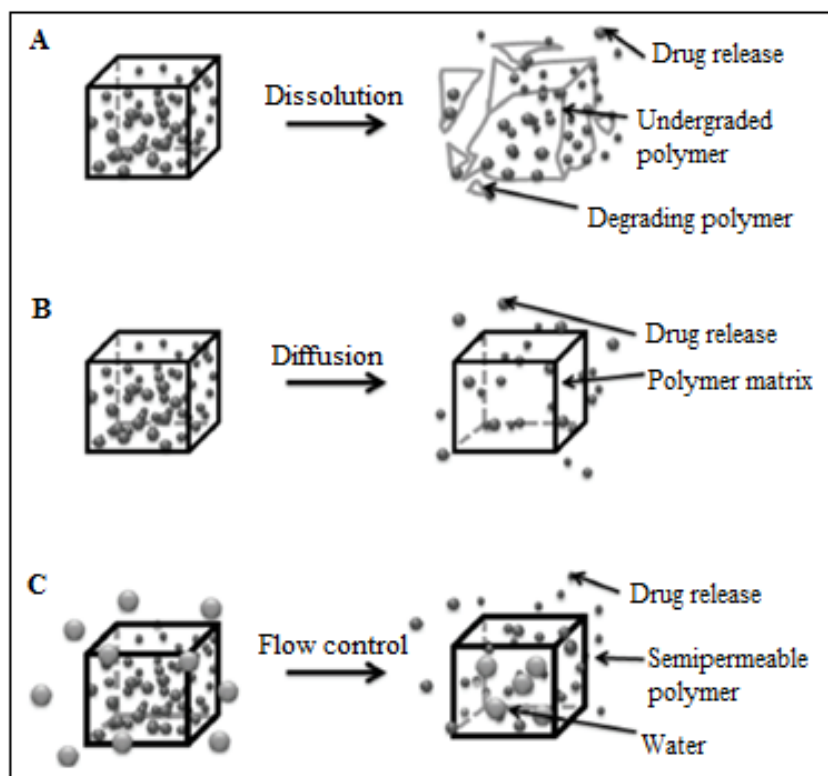 A
Dissolution
Drug release
Undergraded
polymer
Degrading polymer
B
Diffusion
Drug release
Polymer matrix
C
Flow control
Drug release
Semipermeable
polymer
Water